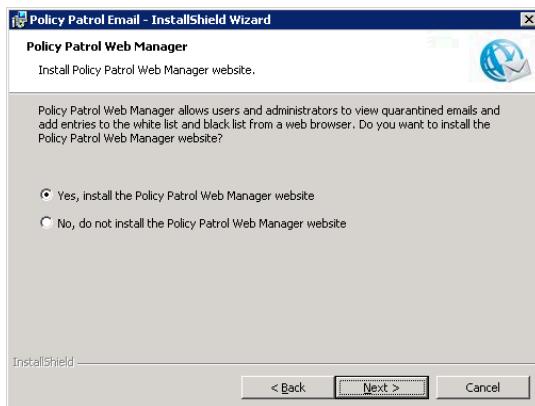 Policy Patrol Email - InstallShield Wizard
Policy Patrol Web Manager
Install Policy Patrol Web Manager website.
Policy Patrol Web Manager allows users and administrators to view quarantined emails and
add entries to the white list and black list from a web browser. Do you want to install the
Policy Patrol Web Manager website?
Yes, install the Policy Patrol Web Manager website
No, do not install the Policy Patrol Web Manager website
InstallShield
< Back
Next >
Cancel